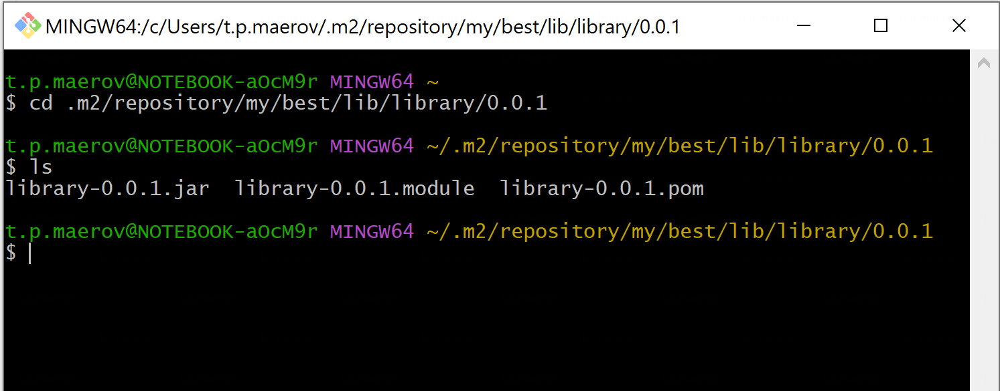 MINGW64:/c/Users/t.p.maerov/.m2/repository/my/best/lib/library/0.0.1
t.p.maerov@NOTEBOOK-aOcM9r MINGW64 ~
$ cd .m2/repository/my/best/lib/library/0.0.1
t.p.maerov@NOTEBOOK-aOcM9r MINGW64 ~/.m2/repository/my/best/lib/library/0.0.1
$ ls
library-0.0.1.jar  library-0.0.1.module  library-0.0.1.pom
t.p.maerov@NOTEBOOK-aOcM9r MINGW64 ~/.m2/repository/my/best/lib/library/0.0.1
$